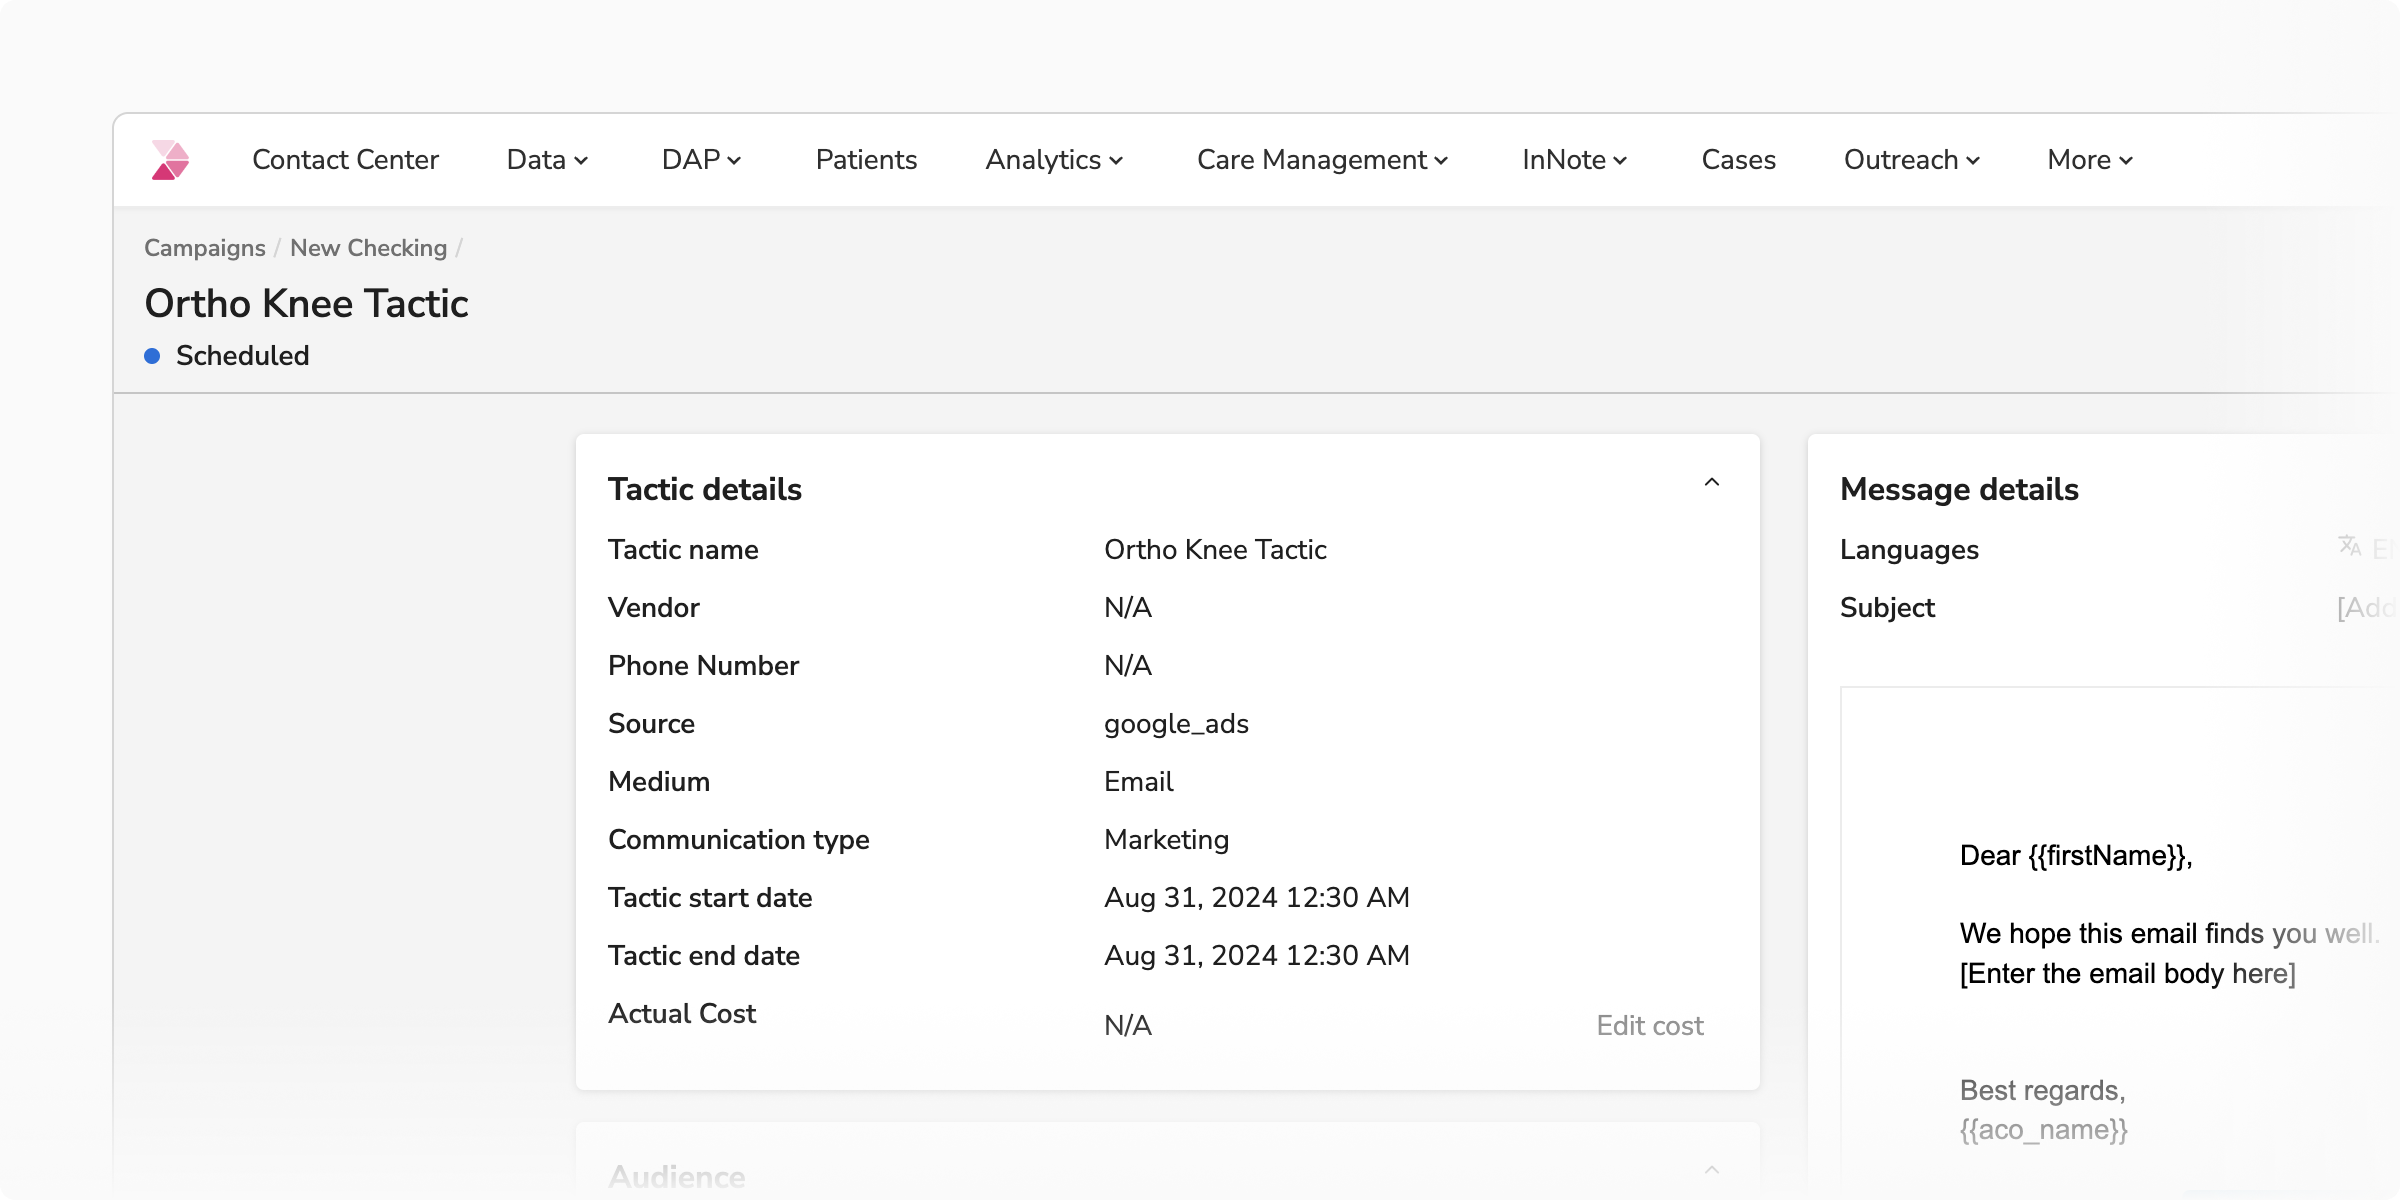 Contact Center Data DAP Patients Analytics Care Management InNote Cases Outreach More
Campaigns / New Checking /
Ortho Knee Tactic
Scheduled
Tactic details
Tactic name Ortho Knee Tactic
Vendor N/A
Phone Number N/A
Source google_ads
Medium Email
Communication type Marketing
Tactic start date Aug 31, 2024 12:30 AM
Tactic end date Aug 31, 2024 12:30 AM
Actual Cost N/A Edit cost
Audience
Message details
Languages
Subject [Add
Dear {{firstName}},
We hope this email finds you well.
[Enter the email body here]
Best regards,
{{aco_name}}